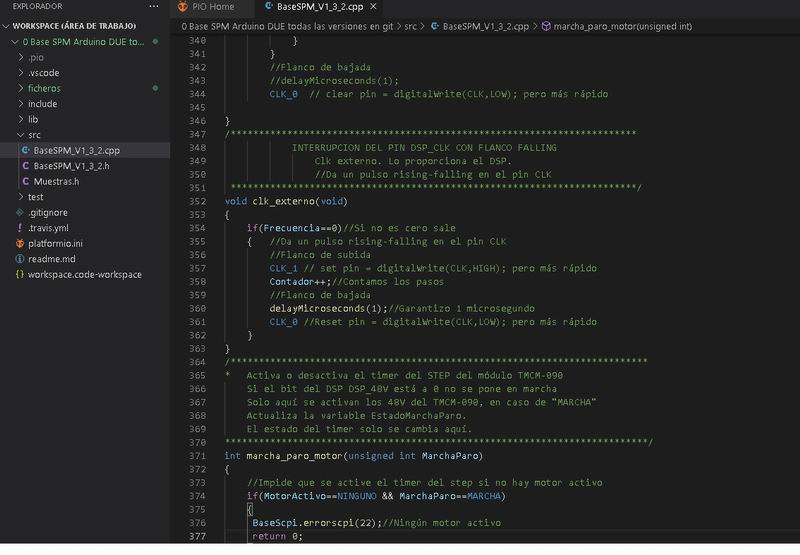 EXPLORADOR
PIO Home
BaseSPM_V1_3_2.cpp
WORKSPACE (ÁREA DE TRABAJO)
0 Base SPM Arduino DUE todas las versiones en git > src > BaseSPM_V1_3_2.cpp > marcha_paro_motor(unsigned int)
0 Base SPM Arduino DUE to...
.pio
.vscode
ficheros
include
lib
src
BaseSPM_V1_3_2.cpp
BaseSPM_V1_3_2.h
Muestras.h
test
.gitignore
.travis.yml
platformio.ini
readme.md
workspace.code-workspace
340 }
341 }
342 //Flanco de bajada
343 //delayMicroseconds(1);
344 CLK_0 // clear pin = digitalWrite(CLK,LOW); pero más rápido
345
346 }
347 /************************************************************************
348 INTERRUPCION DEL PIN DSP_CLK CON FLANCO FALLING
349 Clk externo. Lo proporciona el DSP.
350 //Da un pulso rising-falling en el pin CLK
351 ************************************************************************/
352 void clk_externo(void)
353 {
354 if(Frecuencia==0)//Si no es cero sale
355 { //Da un pulso rising-falling en el pin CLK
356 //Flanco de subida
357 CLK_1 // set pin = digitalWrite(CLK,HIGH); pero más rápido
358 Contador++;//Contamos los pasos
359 //Flanco de bajada
360 delayMicroseconds(1);//Garantizo 1 microsegundo
361 CLK_0 //Reset pin = digitalWrite(CLK,LOW); pero más rápido
362 }
363 }
364 /**************************************************************************
365 * Activa o desactiva el timer del STEP del módulo TMCM-090
366 Si el bit del DSP DSP_48V está a 0 no se pone en marcha
367 Solo aquí se activan los 48V del TMCM-090, en caso de "MARCHA"
368 Actualiza la variable EstadoMarchaParo.
369 El estado del timer solo se cambia aquí.
370 ***************************************************************************/
371 int marcha_paro_motor(unsigned int MarchaParo)
372 {
373 //Impide que se active el timer del step si no hay motor activo
374 if(MotorActivo==NINGUNO && MarchaParo==MARCHA)
375 {
376 BaseScpi.errorscpi(22);//Ningún motor activo
377 return 0;